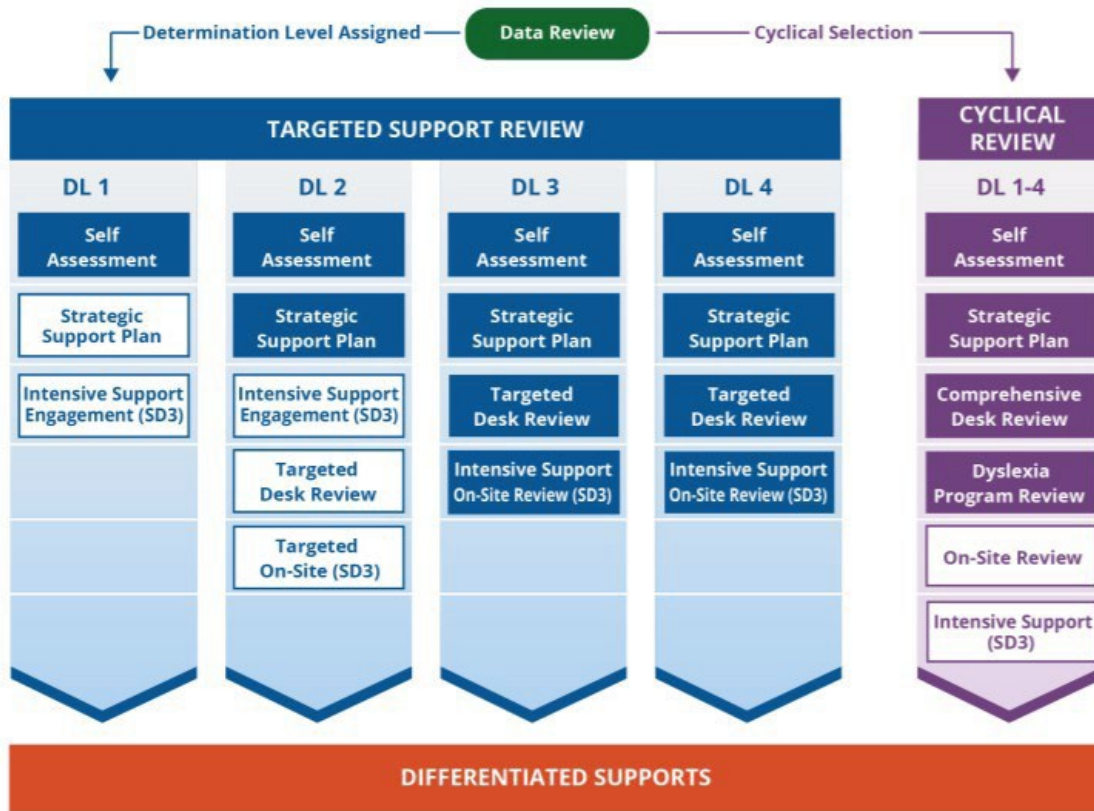 Determination Level Assigned
Data Review
Cyclical Selection
TARGETED SUPPORT REVIEW
DL 1
Self
Assessment
Strategic
Support Plan
Intensive Support
Engagement (SD3)
DL 2
Self
Assessment
Strategic
Support Plan
Intensive Support
Engagement (SD3)
Targeted
Desk Review
Targeted
On-Site (SD3)
DL 3
Self
Assessment
Strategic
Support Plan
Targeted
Desk Review
Intensive Support
On-Site Review (SD3)
DL 4
Self
Assessment
Strategic
Support Plan
Targeted
Desk Review
Intensive Support
On-Site Review (SD3)
CYCLICAL
REVIEW
DL 1-4
Self
Assessment
Strategic
Support Plan
Comprehensive
Desk Review
Dyslexia
Program Review
On-Site Review
Intensive Support
(SD3)
DIFFERENTIATED SUPPORTS